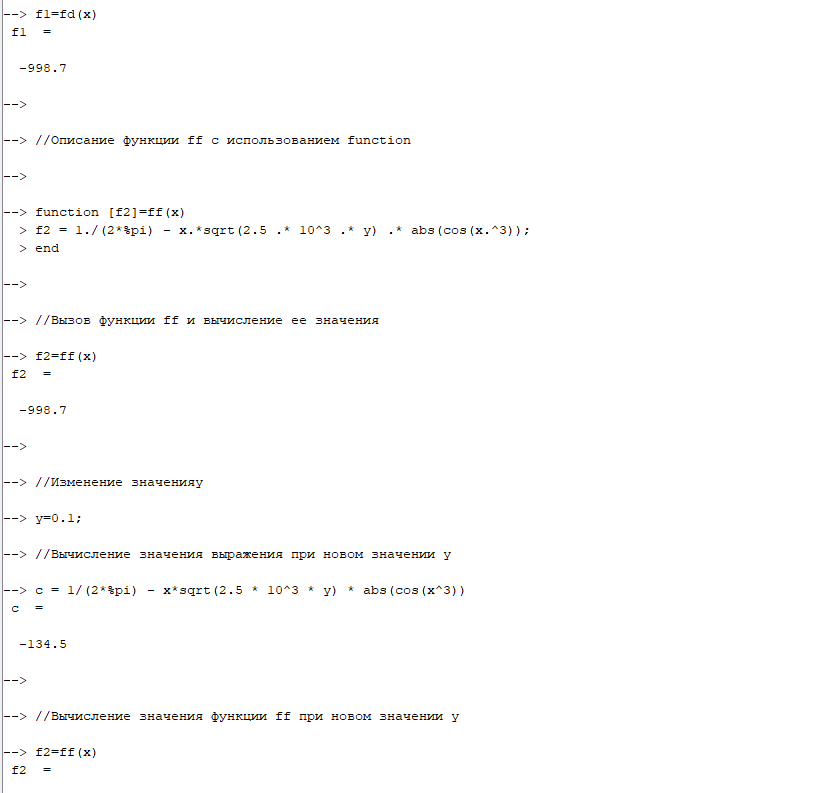 --> f1=fd(x)
f1  =
-998.7
-->
--> //Описание функции ff с использованием function
-->
--> function [f2]=ff(x)
> f2 = 1./(2*%pi) - x.*sqrt(2.5 .* 10^3 .* y) .* abs(cos(x.^3));
> end
-->
--> //Вызов функции ff и вычисление ее значения
--> f2=ff(x)
f2  =
-998.7
-->
--> //Изменение значенияy
--> y=0.1;
--> //Вычисление значения выражения при новом значении y
--> c = 1/(2*%pi) - x*sqrt(2.5 * 10^3 * y) * abs(cos(x^3))
c  =
-134.5
-->
--> //Вычисление значения функции ff при новом значении y
--> f2=ff(x)
f2  =